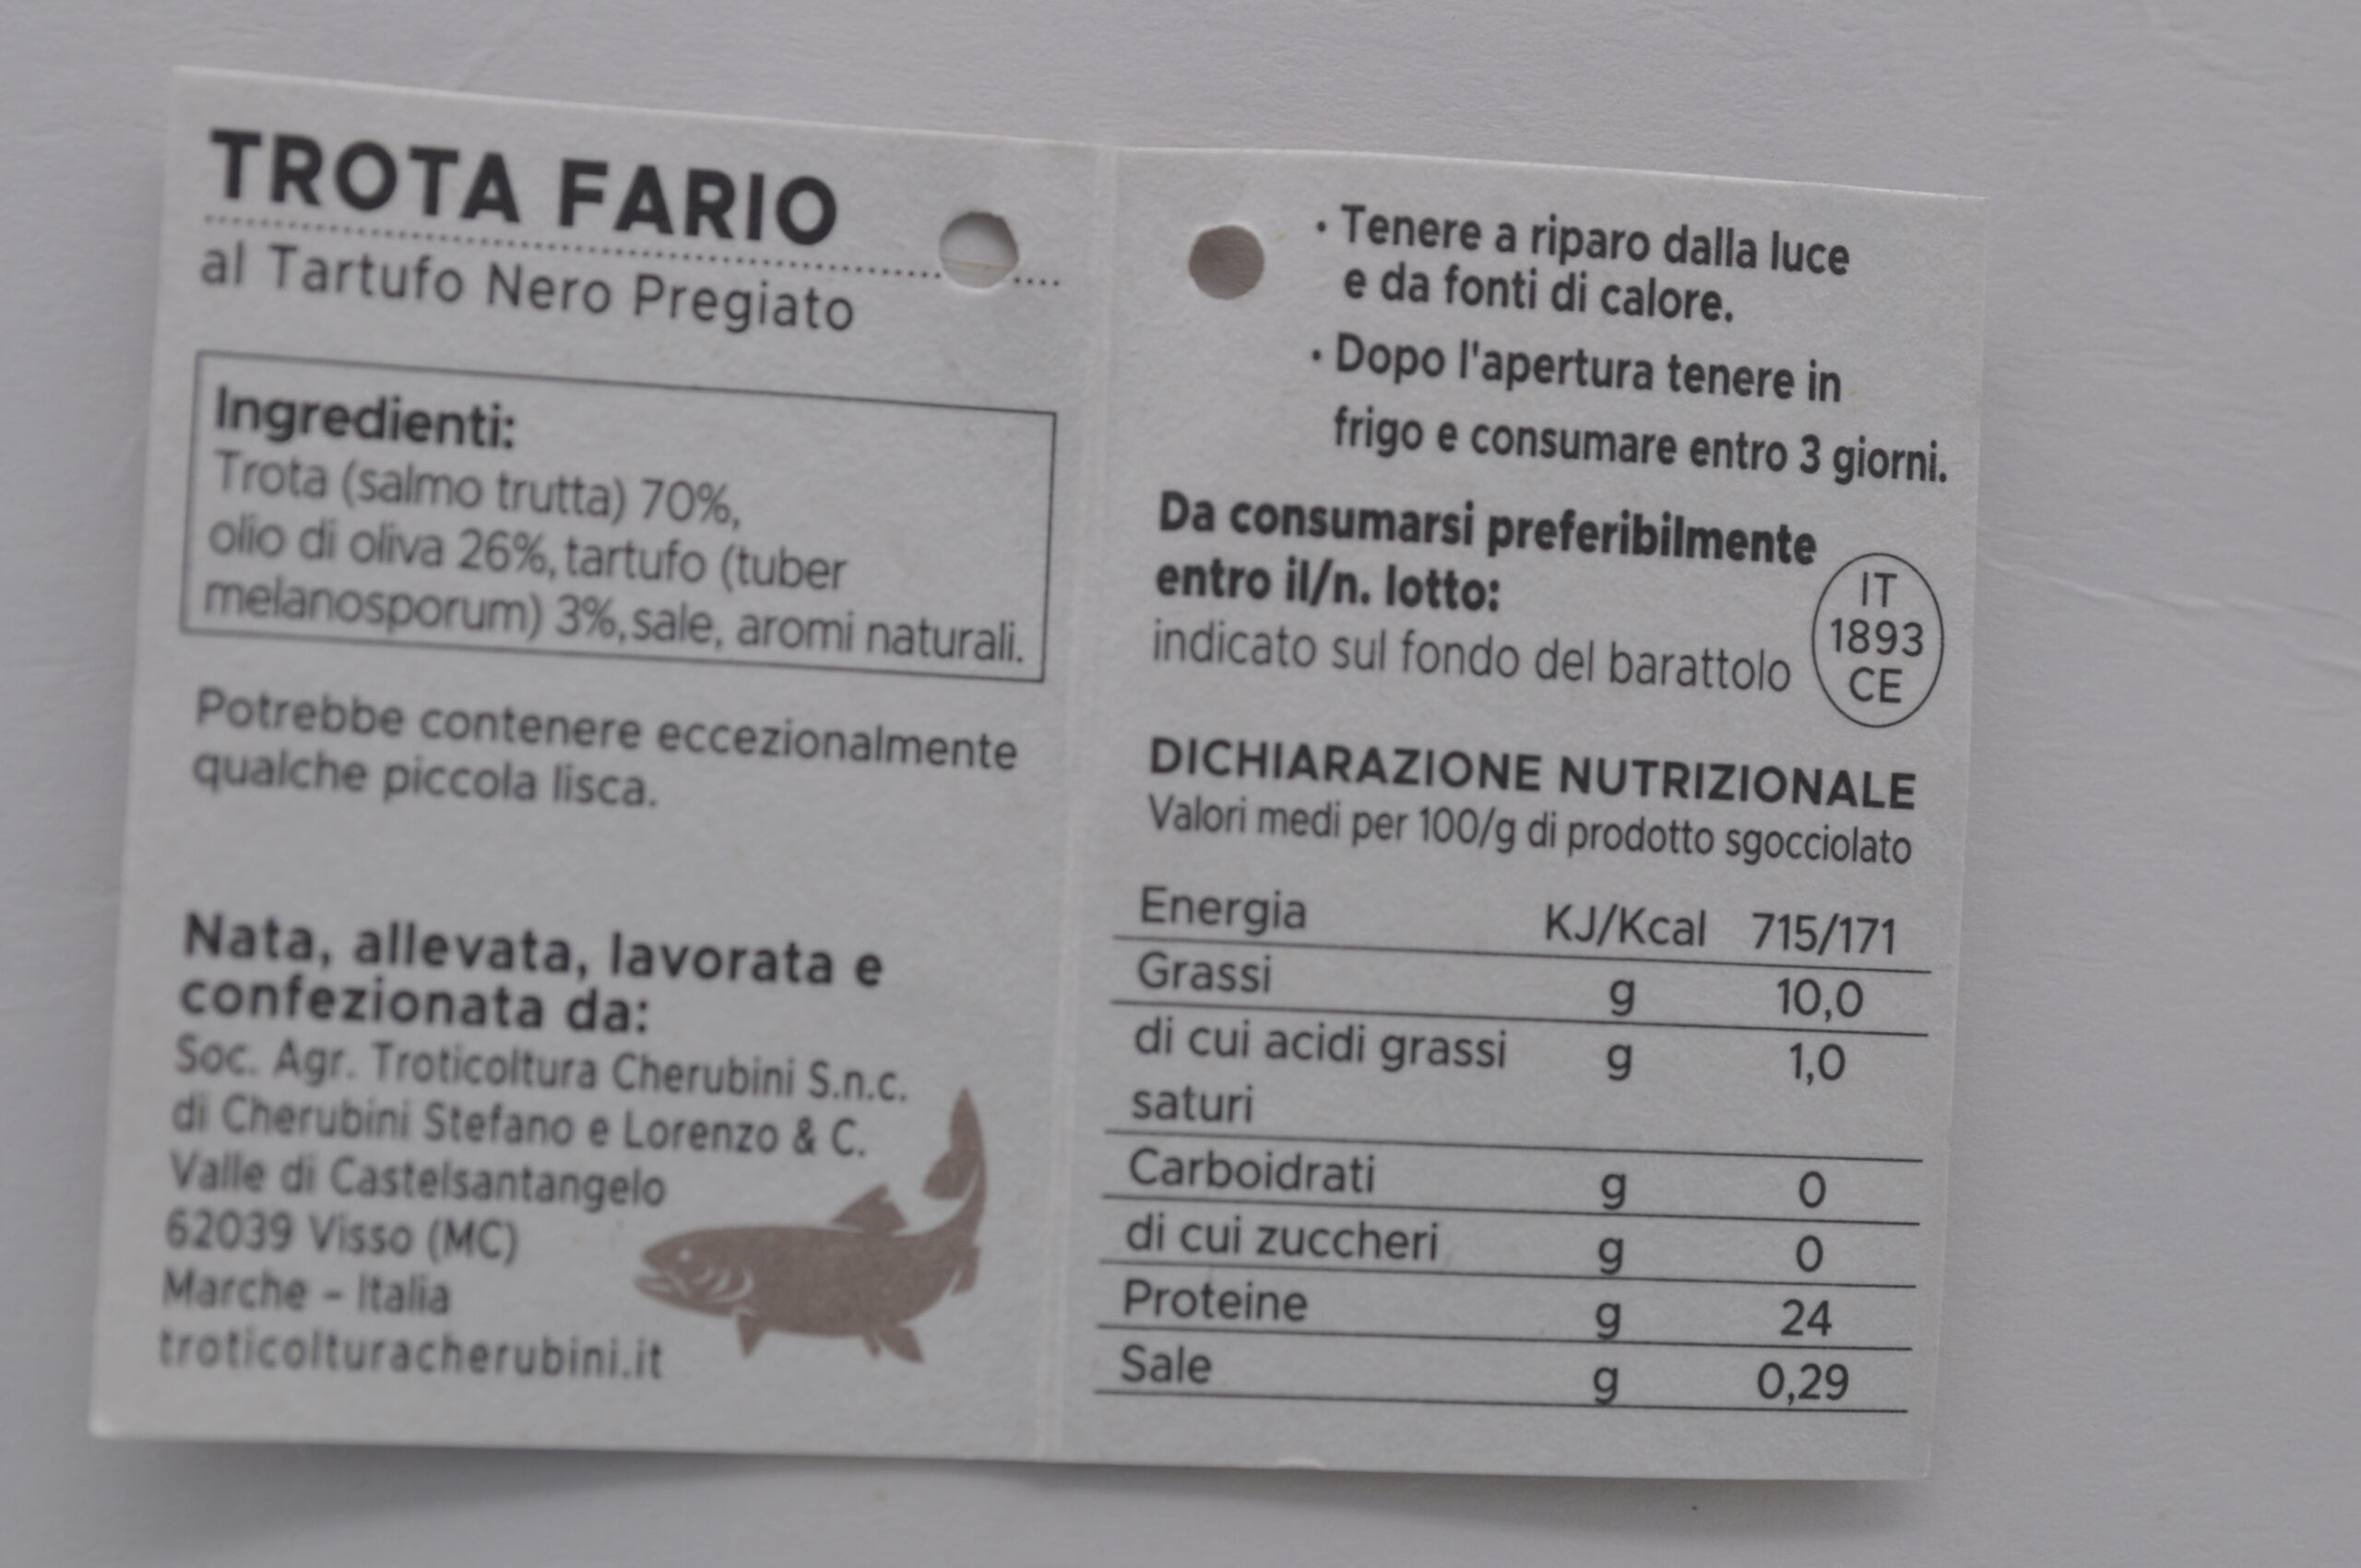 TROTA FARIO
al Tartufo Nero Pregiato
Ingredienti:
Trota (salmo trutta) 70%,
olio di oliva 26%, tartufo (tuber
melanosporum) 3%, sale, aromi naturali.
Potrebbe contenere eccezionalmente
qualche piccola lisca.
Nata, allevata, lavorata e
confezionata da:
Soc. Agr. Troticoltura Cherubini S.n.c.
di Cherubini Stefano e Lorenzo & C.
Valle di Castelsantangelo
62039 Visso (MC)
Marche - Italia
troticolturacherubini.it
· Tenere a riparo dalla luce
e da fonti di calore.
· Dopo l'apertura tenere in
frigo e consumare entro 3 giorni.
Da consumarsi preferibilmente
entro il/n. lotto:
indicato sul fondo del barattolo
IT
1893
CE
DICHIARAZIONE NUTRIZIONALE
Valori medi per 100/g di prodotto sgocciolato
Energia KJ/Kcal 715/171
Grassi g 10,0
di cui acidi grassi g 1,0
saturi
Carboidrati g 0
di cui zuccheri g 0
Proteine g 24
Sale g 0,29